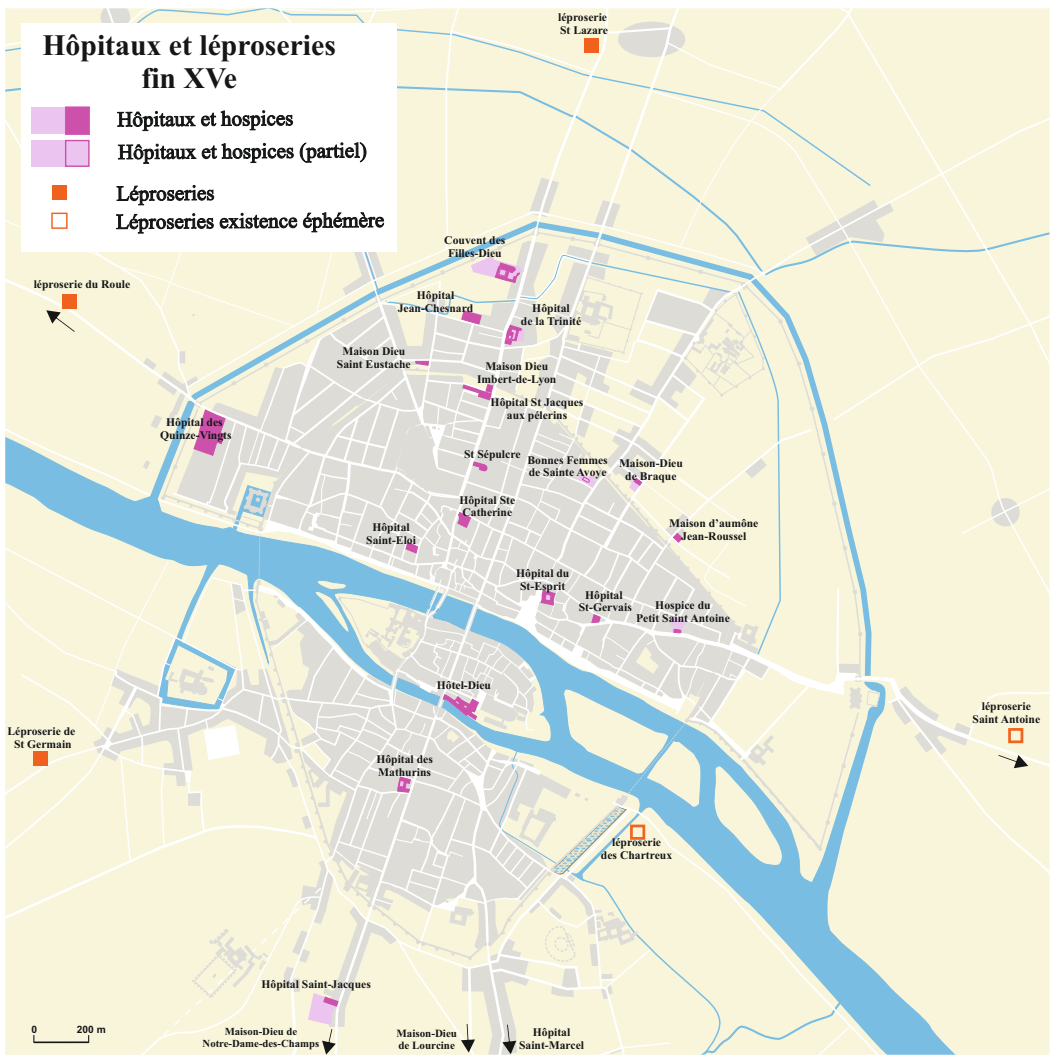 léproserie
St Lazare
Hôpitaux et léproseries
fin XVe
Hôpitaux et hospices
Hôpitaux et hospices (partiel)
Léproseries
Léproseries existence éphémère
Couvent des
Filles-Dieu
léproserie du Roule
Hôpital
Jean-Chesnard
Hôpital
de la Trinité
Maison Dieu
Saint Eustache
Maison Dieu
Imbert-de-Lyon
Hôpital St Jacques
aux pélerins
Hôpital des
Quinze-Vingts
St Sépulcre
Bonnes Femmes
de Sainte Avoye
Maison-Dieu
de Braque
Hôpital Ste
Catherine
Hôpital
Saint-Eloi
Maison d'aumône
Jean-Roussel
Hôpital du
St-Esprit
Hôpital
St-Gervais
Hospice du
Petit Saint Antoine
Hôtel-Dieu
léproserie
Saint Antoine
Léproserie de
St Germain
Hôpital des
Mathurins
léproserie
des Chartreux
Hôpital Saint-Jacques
0 200 m
Maison-Dieu de
Notre-Dame-des-Champs
Maison-Dieu
de Lourcine
Hôpital
Saint-Marcel